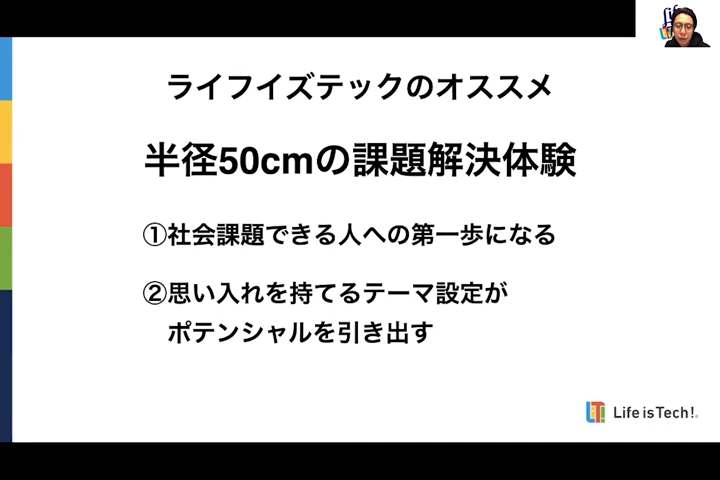 ライフイズテックのオススメ
半径50cmの課題解決体験
①社会課題できる人への第一歩になる
②思い入れを持てるテーマ設定が
ポテンシャルを引き出す
Life is Tech!